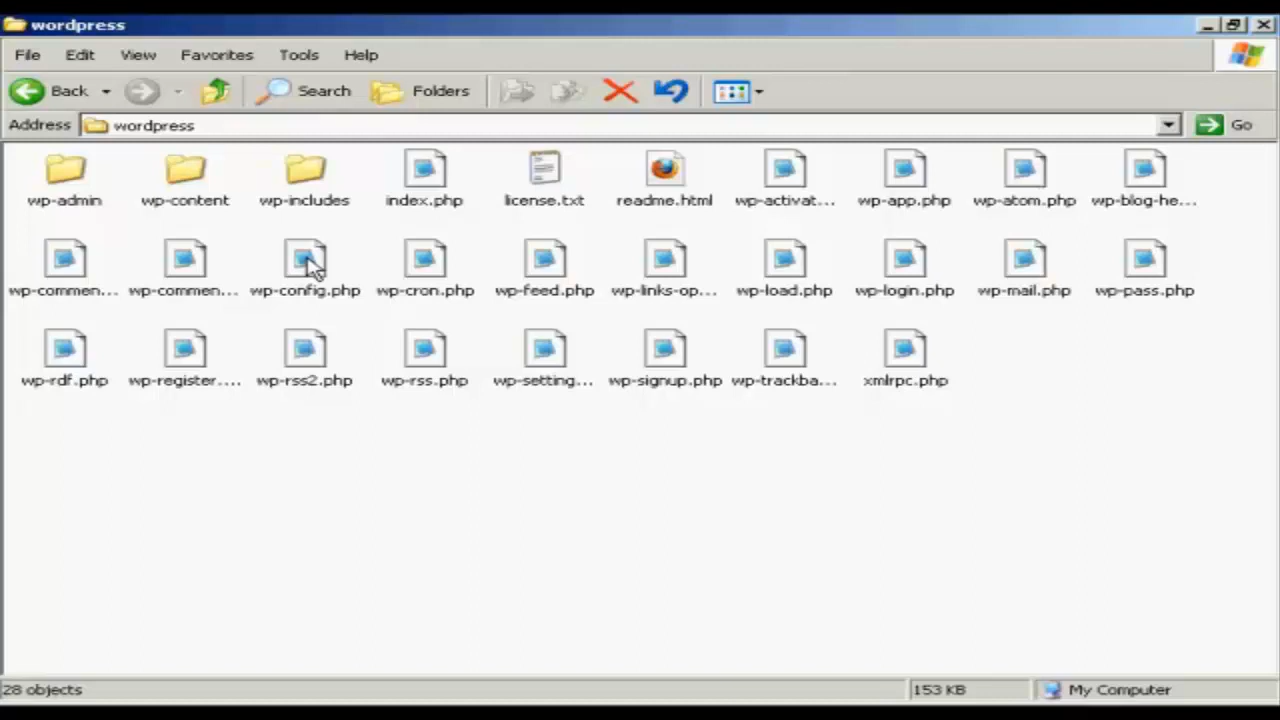 wordpress
File Edit View Favorites Tools Help
Back Search Folders
Address wordpress Go
wp-admin wp-content wp-includes index.php license.txt readme.html wp-activat... wp-app.php wp-atom.php wp-blog-he...
wp-commen... wp-commen... wp-config.php wp-cron.php wp-feed.php wp-links-op... wp-load.php wp-login.php wp-mail.php wp-pass.php
wp-rdf.php wp-register.... wp-rss2.php wp-rss.php wp-setting... wp-signup.php wp-trackba... xmlrpc.php
28 objects 153 KB My Computer